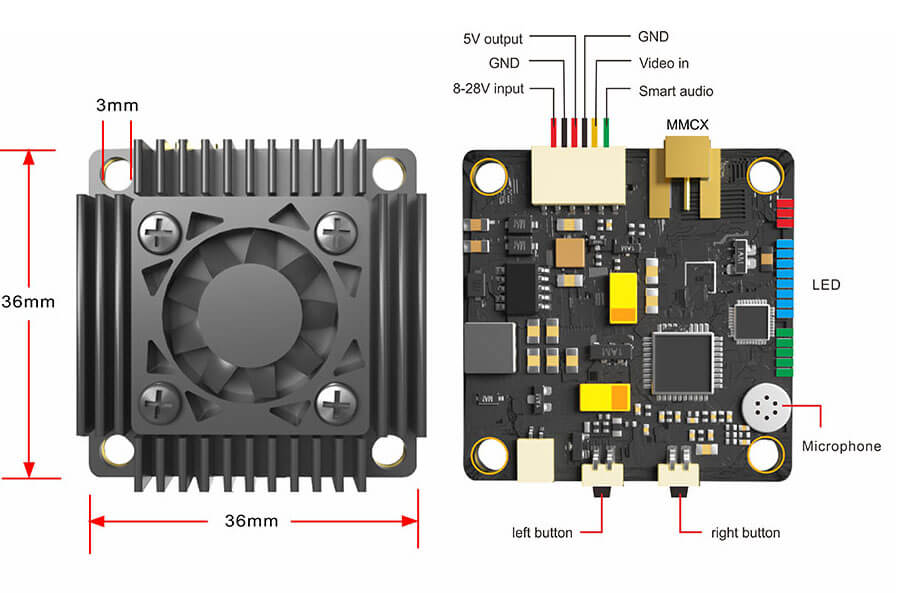 3mm
36mm
36mm
5V output
GND
GND
Video in
8-28V input
Smart audio
MMCX
LED
Microphone
left button
right button